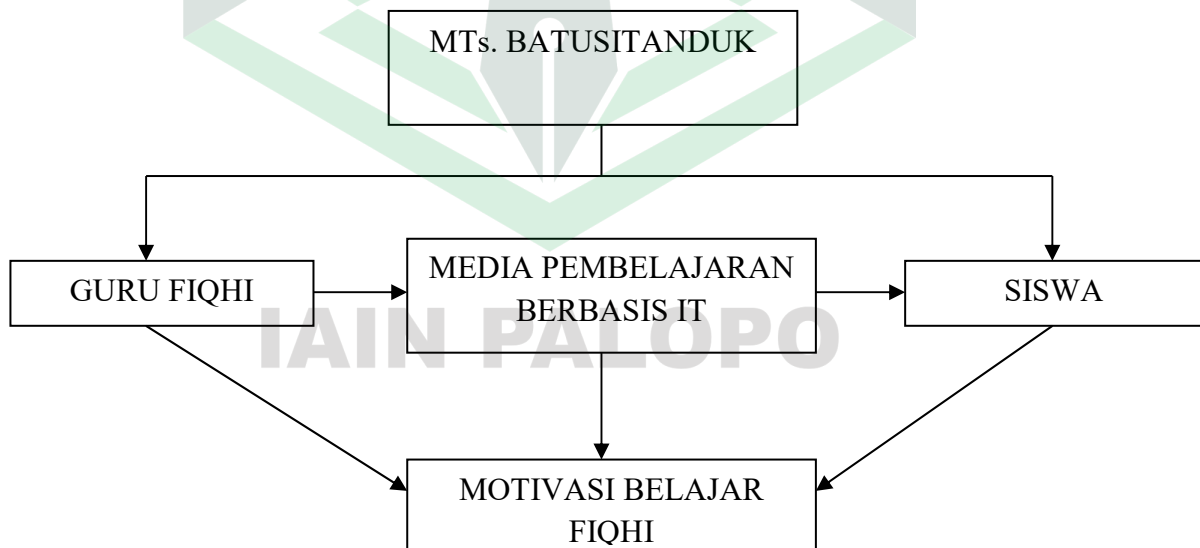 MTs. BATUSITANDUK
GURU FIQHI
MEDIA PEMBELAJARAN
BERBASIS IT
SISWA
IAIN PALOPO
MOTIVASI BELAJAR
FIQHI